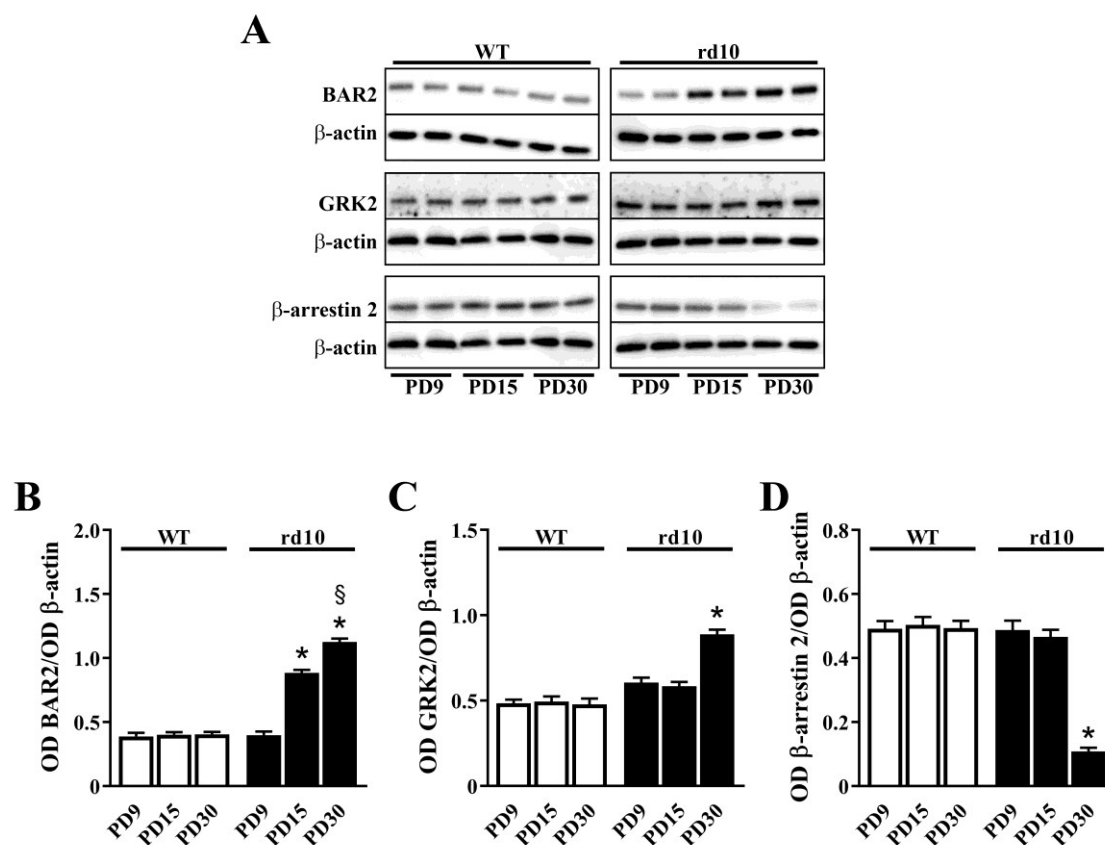 A
WT rd10
BAR2
β-actin
GRK2
β-actin
β-arrestin 2
β-actin
PD9 PD15 PD30 PD9 PD15 PD30
B
OD BAR2/OD β-actin
2.0
1.5
1.0
0.5
0
WT rd10
*
§
*
PD9 PD15 PD30 PD9 PD15 PD30
C
OD GRK2/OD β-actin
1.5
1.0
0.5
0
WT rd10
*
PD9 PD15 PD30 PD9 PD15 PD30
D
OD β-arrestin 2/OD β-actin
0.8
0.6
0.4
0.2
0
WT rd10
*
PD9 PD15 PD30 PD9 PD15 PD30